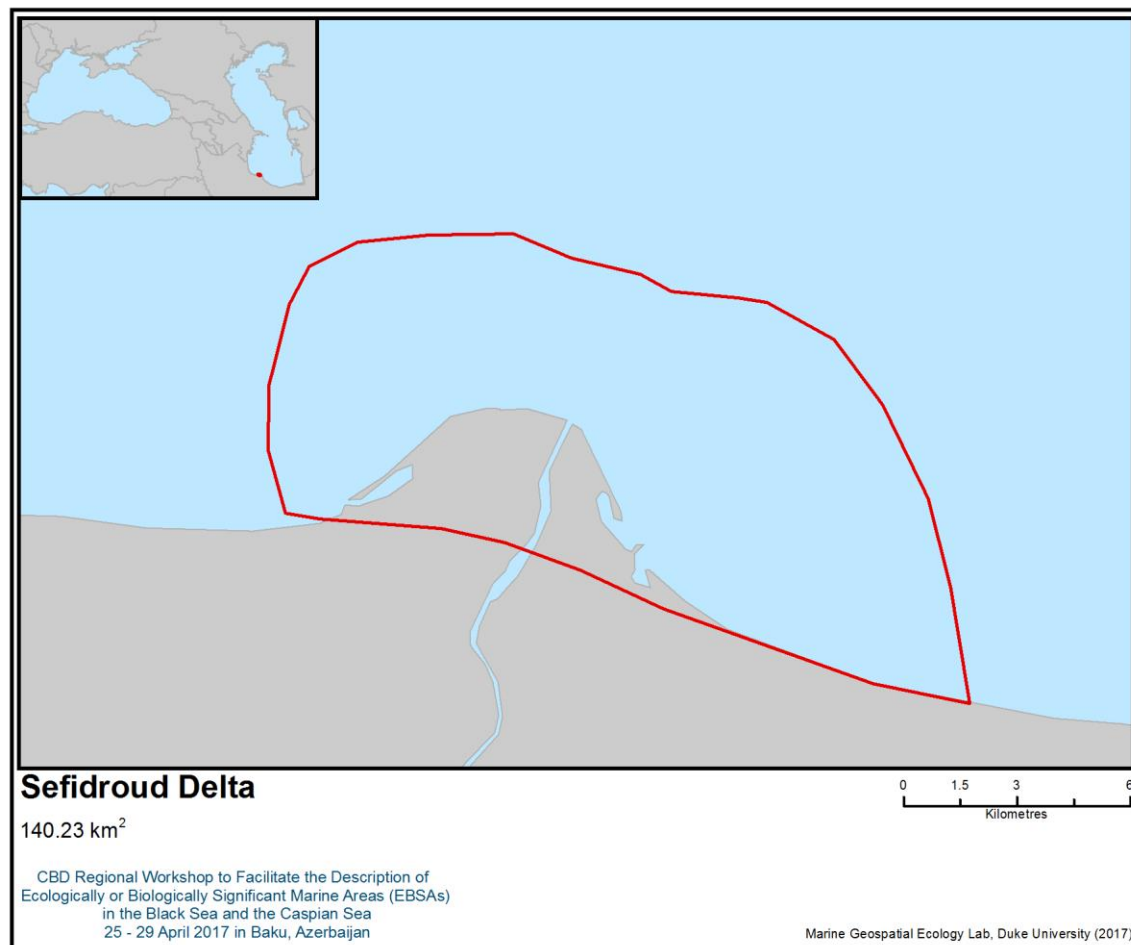 Sefidroud Delta
140.23 km²
0 1.5 3 6
Kilometres
CBD Regional Workshop to Facilitate the Description of
Ecologically or Biologically Significant Marine Areas (EBSAs)
in the Black Sea and the Caspian Sea
25 - 29 April 2017 in Baku, Azerbaijan
Marine Geospatial Ecology Lab, Duke University (2017)